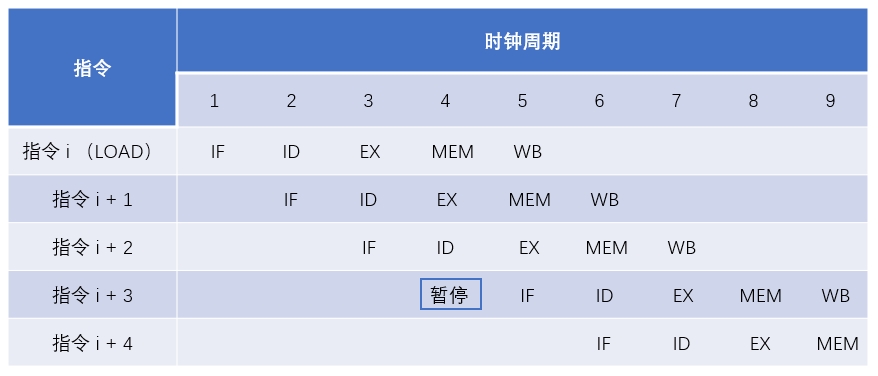 指令 时钟周期
1 2 3 4 5 6 7 8 9
指令 i （LOAD） IF ID EX MEM WB
指令 i + 1 IF ID EX MEM WB
指令 i + 2 IF ID EX MEM WB
指令 i + 3 暂停 IF ID EX MEM WB
指令 i + 4 IF ID EX MEM